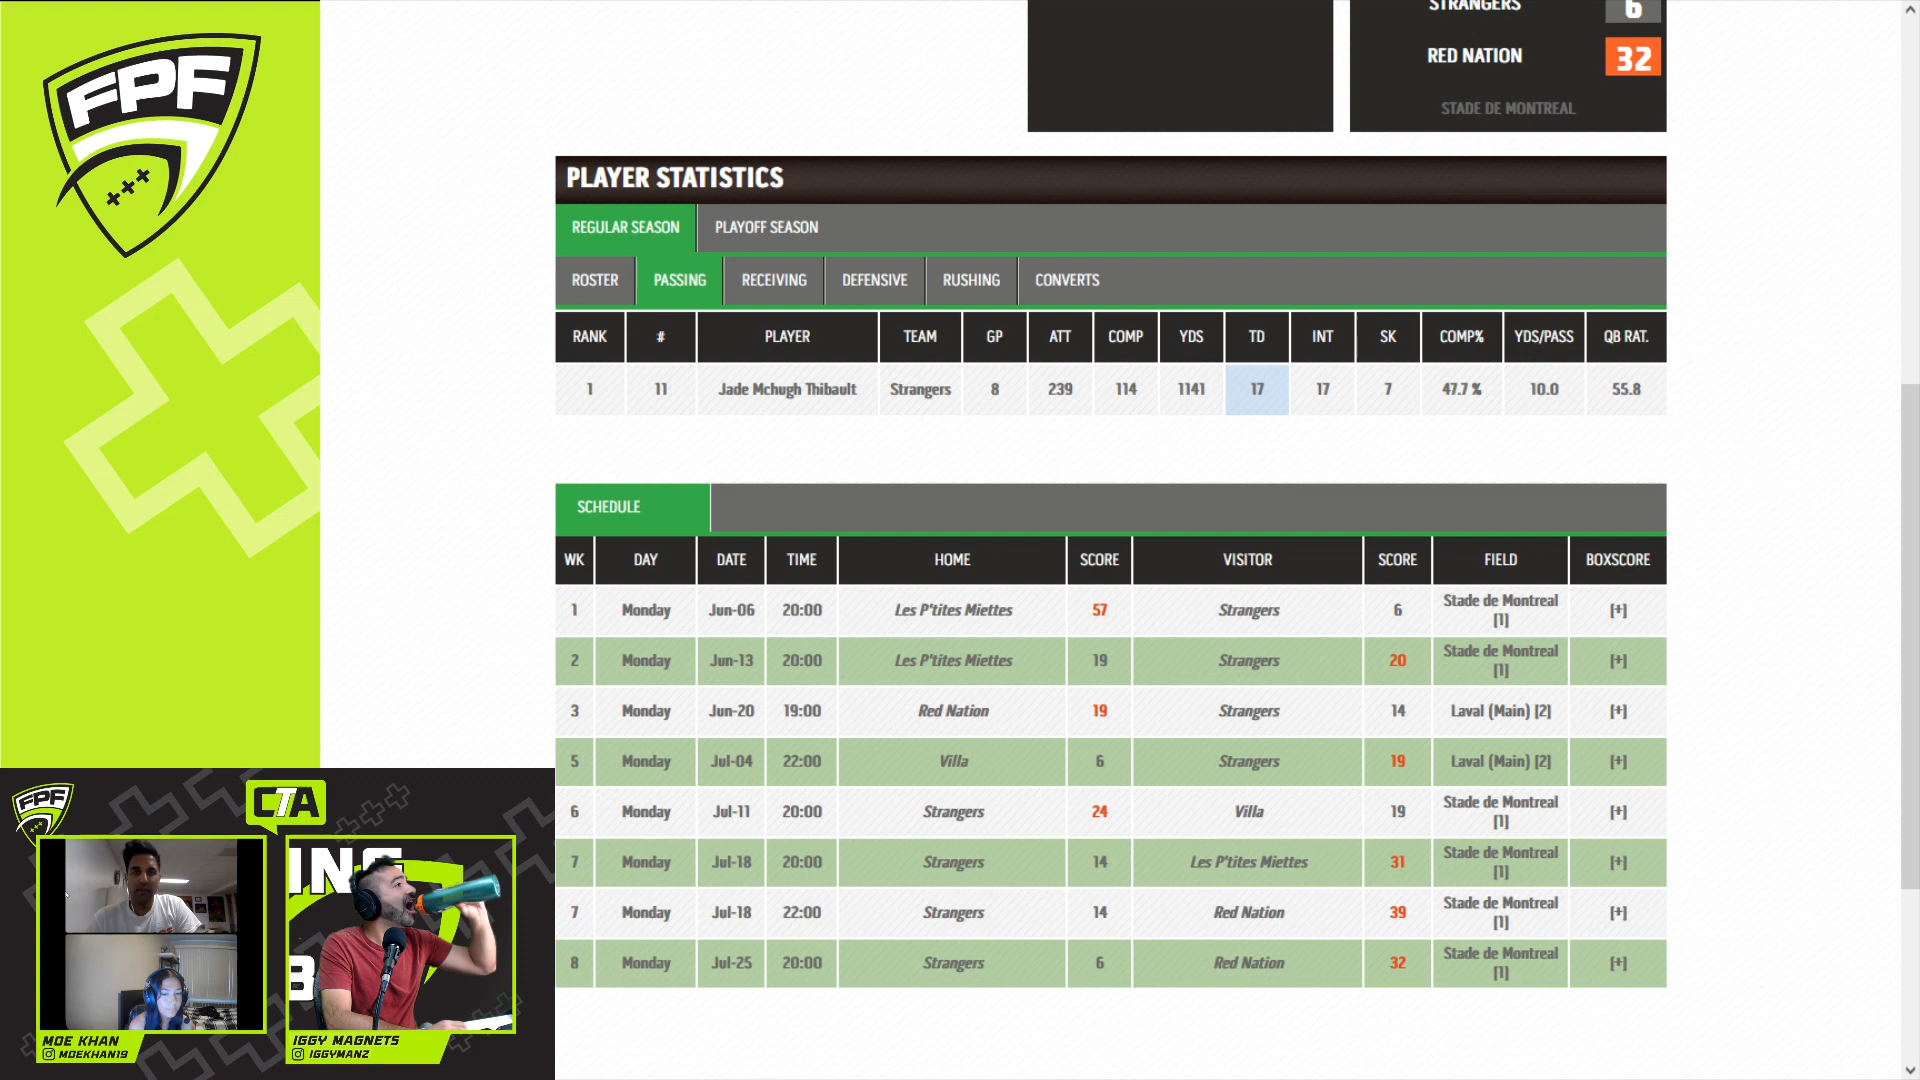 FPF
STRANGERS 6
RED NATION 32
STADE DE MONTREAL
PLAYER STATISTICS
REGULAR SEASON PLAYOFF SEASON
ROSTER PASSING RECEIVING DEFENSIVE RUSHING CONVERTS
RANK # PLAYER TEAM GP ATT COMP YDS TD INT SK COMP% YDS/PASS QB RAT.
1 11 Jade Mchugh Thibault Strangers 8 239 114 1141 17 17 7 47.7 % 10.0 55.8
SCHEDULE
WK DAY DATE TIME HOME SCORE VISITOR SCORE FIELD BOXSCORE
1 Monday Jun-06 20:00 Les P'tites Miettes 57 Strangers 6 Stade de Montreal [1] [+]
2 Monday Jun-13 20:00 Les P'tites Miettes 19 Strangers 20 Stade de Montreal [1] [+]
3 Monday Jun-20 19:00 Red Nation 19 Strangers 14 Laval (Main) [2] [+]
5 Monday Jul-04 22:00 Villa 6 Strangers 19 Laval (Main) [2] [+]
6 Monday Jul-11 20:00 Strangers 24 Villa 19 Stade de Montreal [1] [+]
7 Monday Jul-18 20:00 Strangers 14 Les P'tites Miettes 31 Stade de Montreal [1] [+]
7 Monday Jul-18 22:00 Strangers 14 Red Nation 39 Stade de Montreal [1] [+]
8 Monday Jul-25 20:00 Strangers 6 Red Nation 32 Stade de Montreal [1] [+]
FPF
CTA
MOE KHAN
MOEKHAN19
IGGY MAGNETS
IGGYMANZ